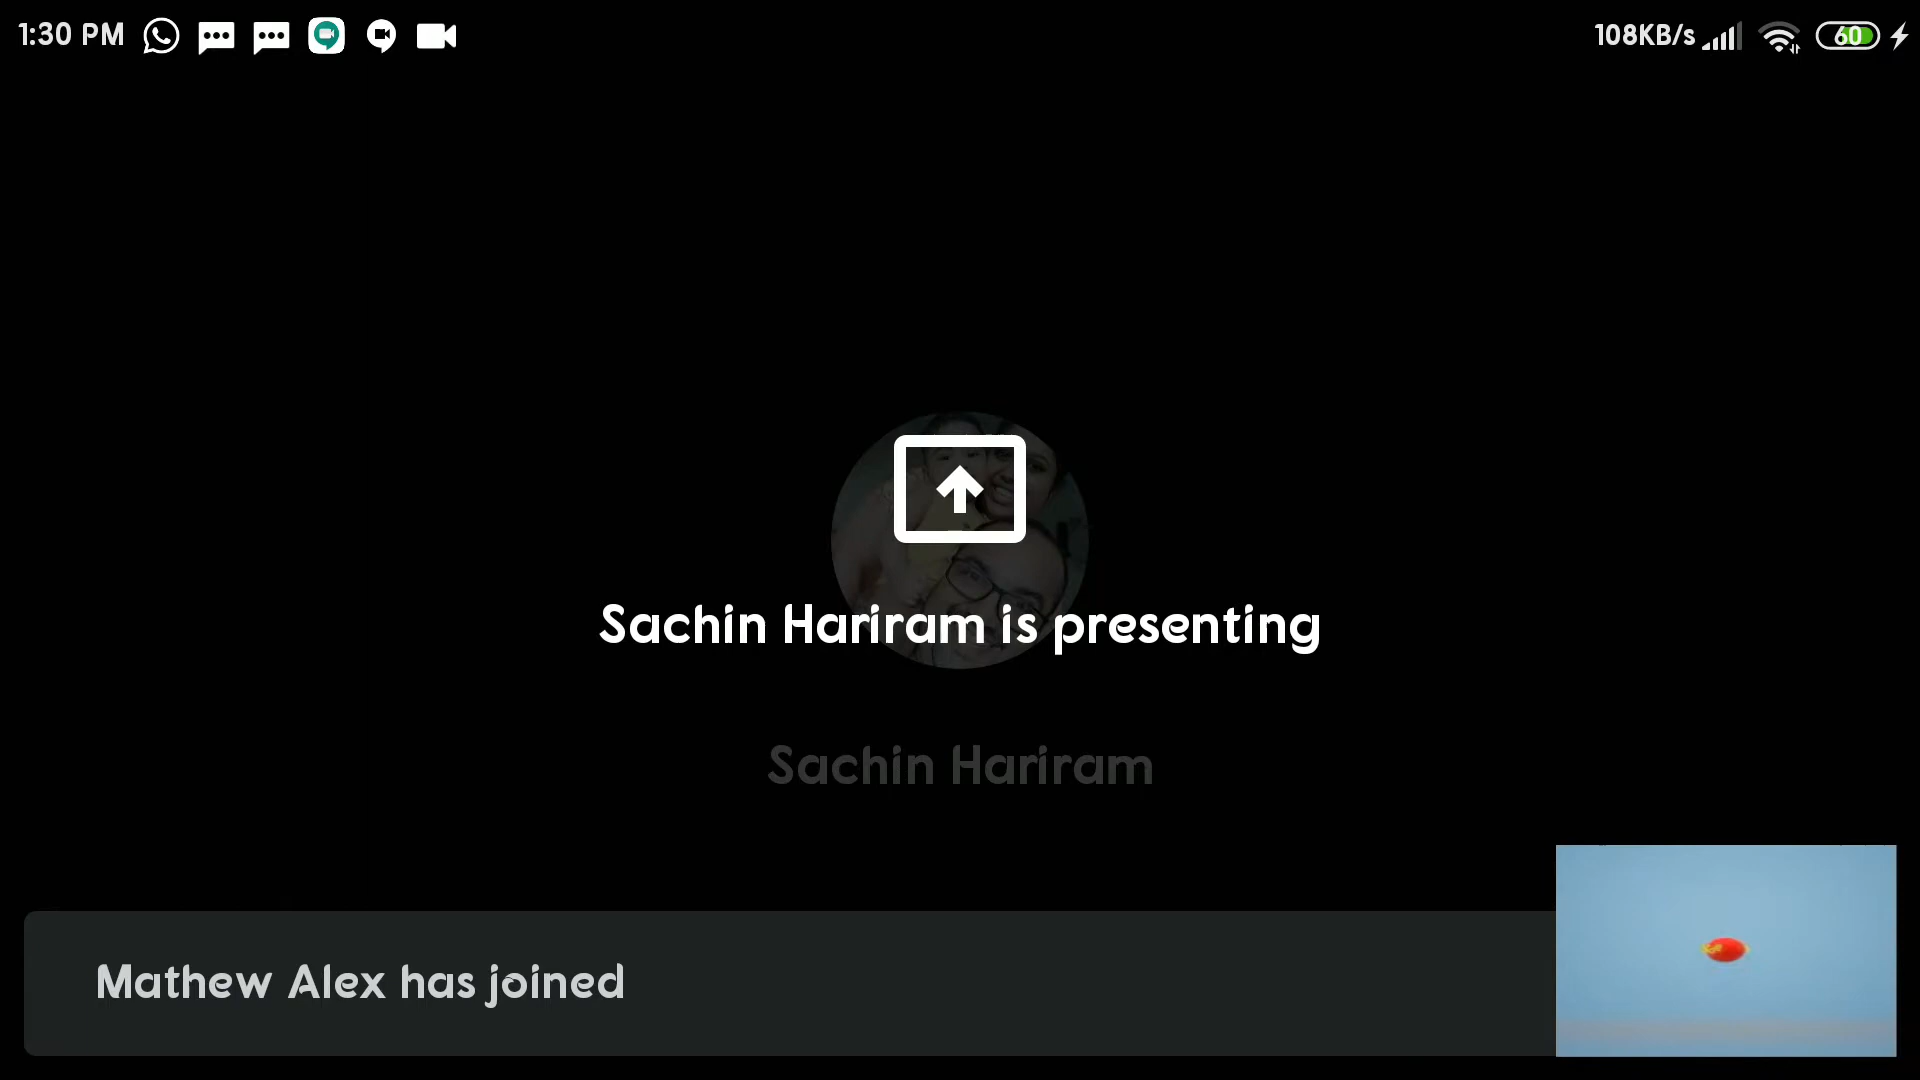 1:30 PM 108KB/s 60
Sachin Hariram is presenting
Sachin Hariram
Mathew Alex has joined